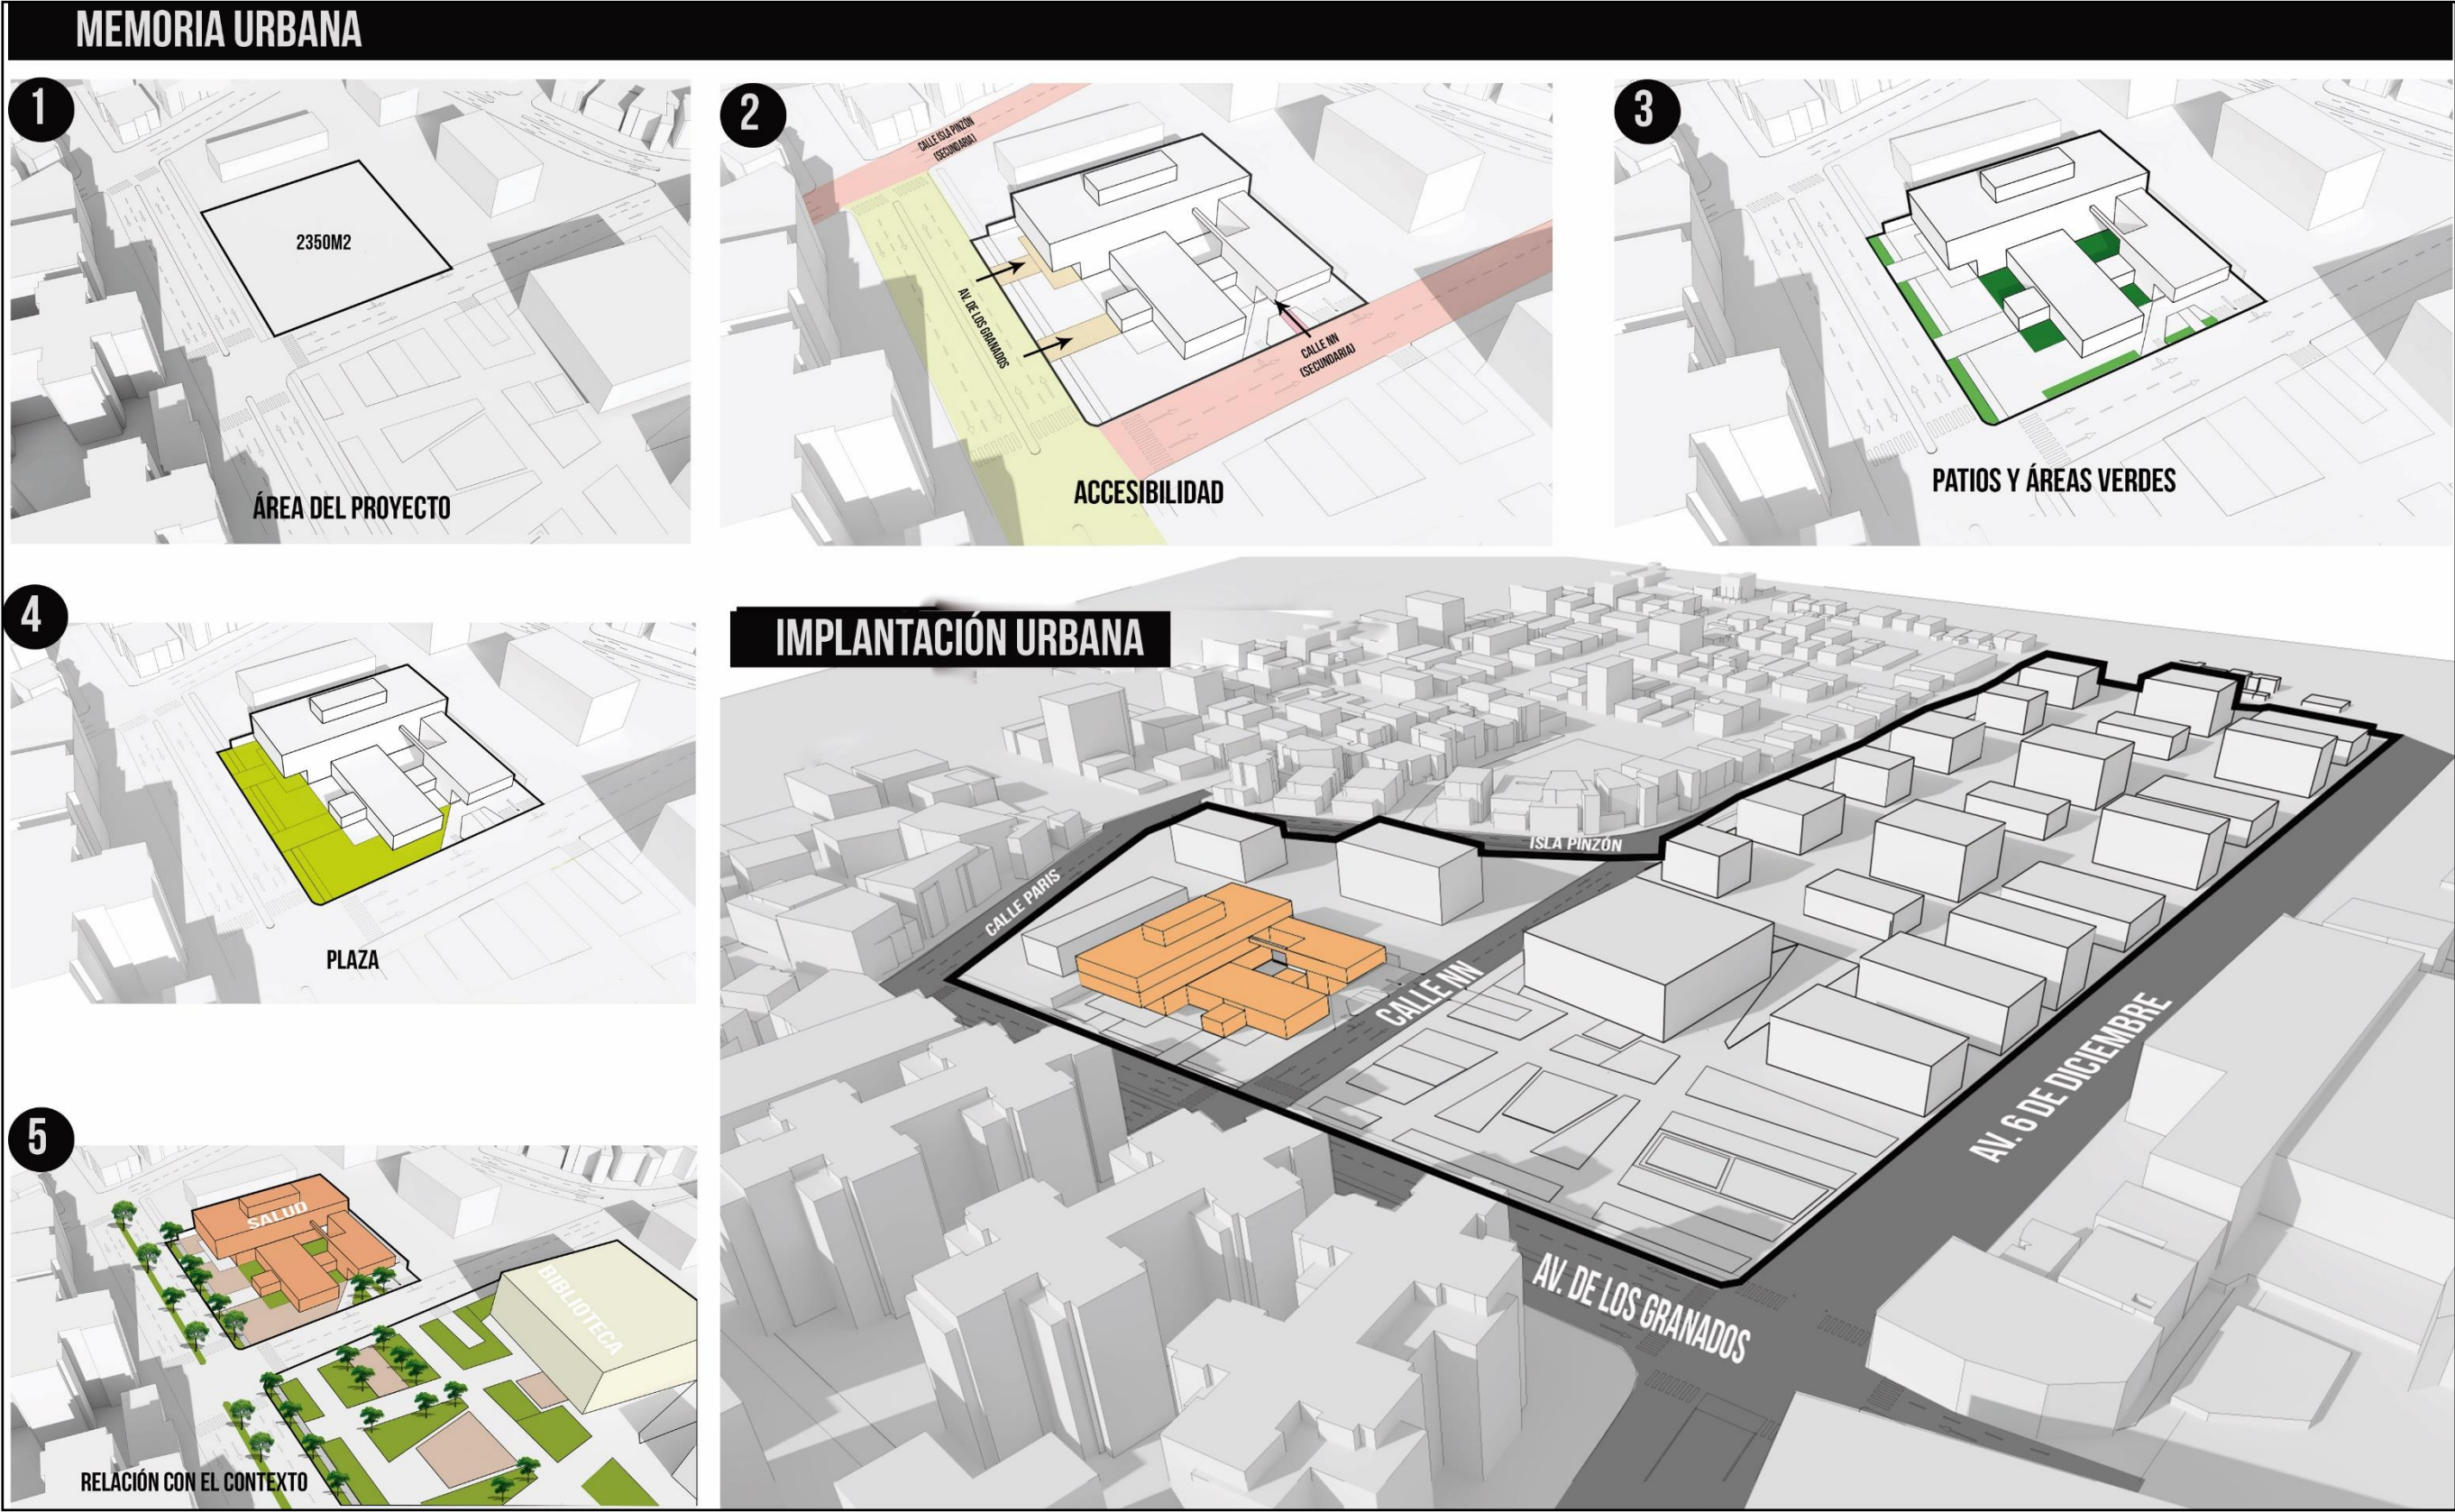 MEMORIA URBANA
1
2350M2
ÁREA DEL PROYECTO
2
CALLE ISLA PINZÓN
(SECUNDARIA)
AV. DE LOS GRANADOS
CALLE NN
(SECUNDARIA)
ACCESIBILIDAD
3
PATIOS Y ÁREAS VERDES
4
PLAZA
IMPLANTACIÓN URBANA
ISLA PINZÓN
CALLE PARIS
CALLE NN
AV. 6 DE DICIEMBRE
AV. DE LOS GRANADOS
5
SALUD
BIBLIOTECA
RELACIÓN CON EL CONTEXTO